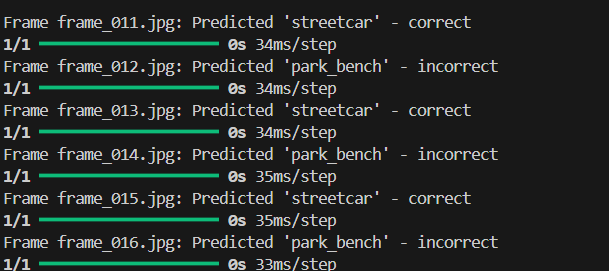 Frame frame_011.jpg: Predicted 'streetcar' - correct
1/1 ━━━━━━━━━━━━━━━━━━━━ 0s 34ms/step
Frame frame_012.jpg: Predicted 'park_bench' - incorrect
1/1 ━━━━━━━━━━━━━━━━━━━━ 0s 34ms/step
Frame frame_013.jpg: Predicted 'streetcar' - correct
1/1 ━━━━━━━━━━━━━━━━━━━━ 0s 34ms/step
Frame frame_014.jpg: Predicted 'park_bench' - incorrect
1/1 ━━━━━━━━━━━━━━━━━━━━ 0s 35ms/step
Frame frame_015.jpg: Predicted 'streetcar' - correct
1/1 ━━━━━━━━━━━━━━━━━━━━ 0s 35ms/step
Frame frame_016.jpg: Predicted 'park_bench' - incorrect
1/1 ━━━━━━━━━━━━━━━━━━━━ 0s 33ms/step